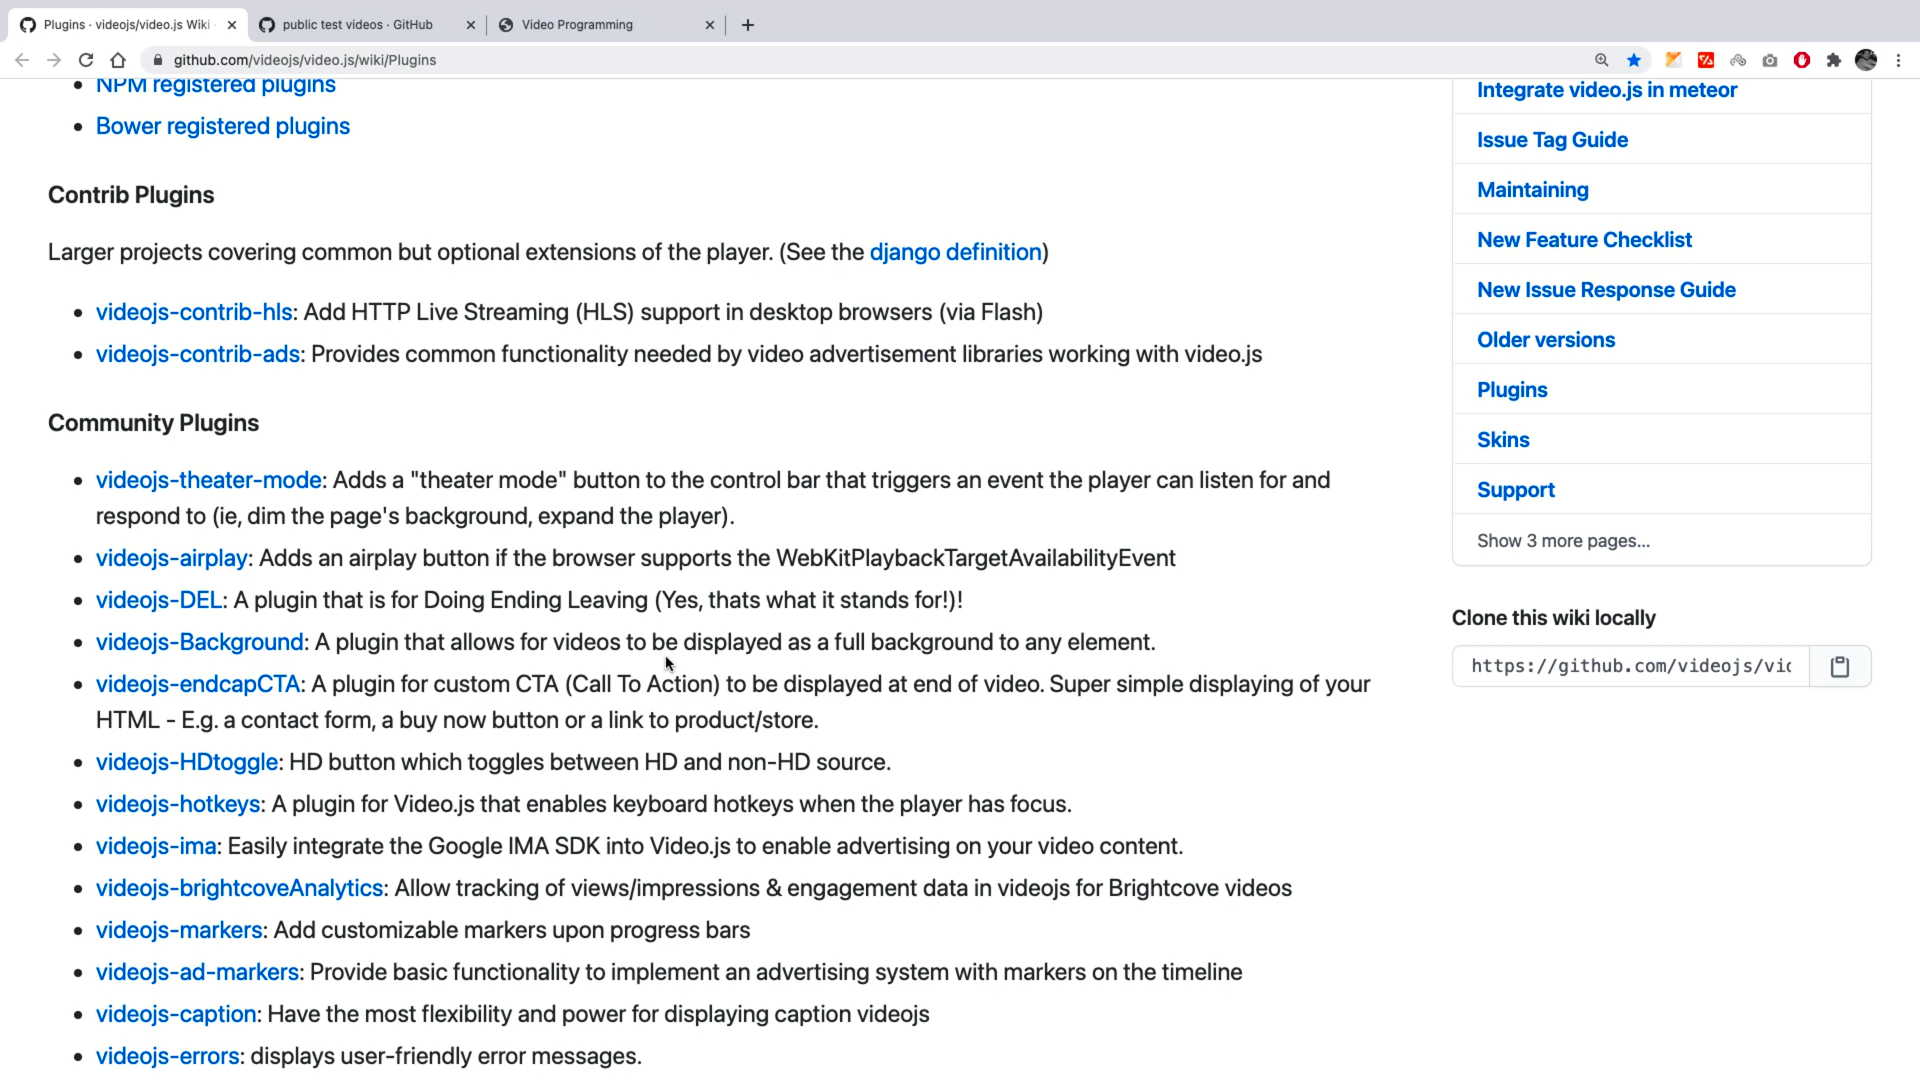 Plugins · videojs/video.js Wiki
public test videos · GitHub
Video Programming
github.com/videojs/video.js/wiki/Plugins
NPM registered plugins
Bower registered plugins
Contrib Plugins
Larger projects covering common but optional extensions of the player. (See the django definition)
videojs-contrib-hls: Add HTTP Live Streaming (HLS) support in desktop browsers (via Flash)
videojs-contrib-ads: Provides common functionality needed by video advertisement libraries working with video.js
Community Plugins
videojs-theater-mode: Adds a "theater mode" button to the control bar that triggers an event the player can listen for and
respond to (ie, dim the page's background, expand the player).
videojs-airplay: Adds an airplay button if the browser supports the WebKitPlaybackTargetAvailabilityEvent
videojs-DEL: A plugin that is for Doing Ending Leaving (Yes, thats what it stands for!)!
videojs-Background: A plugin that allows for videos to be displayed as a full background to any element.
videojs-endcapCTA: A plugin for custom CTA (Call To Action) to be displayed at end of video. Super simple displaying of your
HTML - E.g. a contact form, a buy now button or a link to product/store.
videojs-HDtoggle: HD button which toggles between HD and non-HD source.
videojs-hotkeys: A plugin for Video.js that enables keyboard hotkeys when the player has focus.
videojs-ima: Easily integrate the Google IMA SDK into Video.js to enable advertising on your video content.
videojs-brightcoveAnalytics: Allow tracking of views/impressions & engagement data in videojs for Brightcove videos
videojs-markers: Add customizable markers upon progress bars
videojs-ad-markers: Provide basic functionality to implement an advertising system with markers on the timeline
videojs-caption: Have the most flexibility and power for displaying caption videojs
videojs-errors: displays user-friendly error messages.
Integrate video.js in meteor
Issue Tag Guide
Maintaining
New Feature Checklist
New Issue Response Guide
Older versions
Plugins
Skins
Support
Show 3 more pages...
Clone this wiki locally
https://github.com/videojs/vic